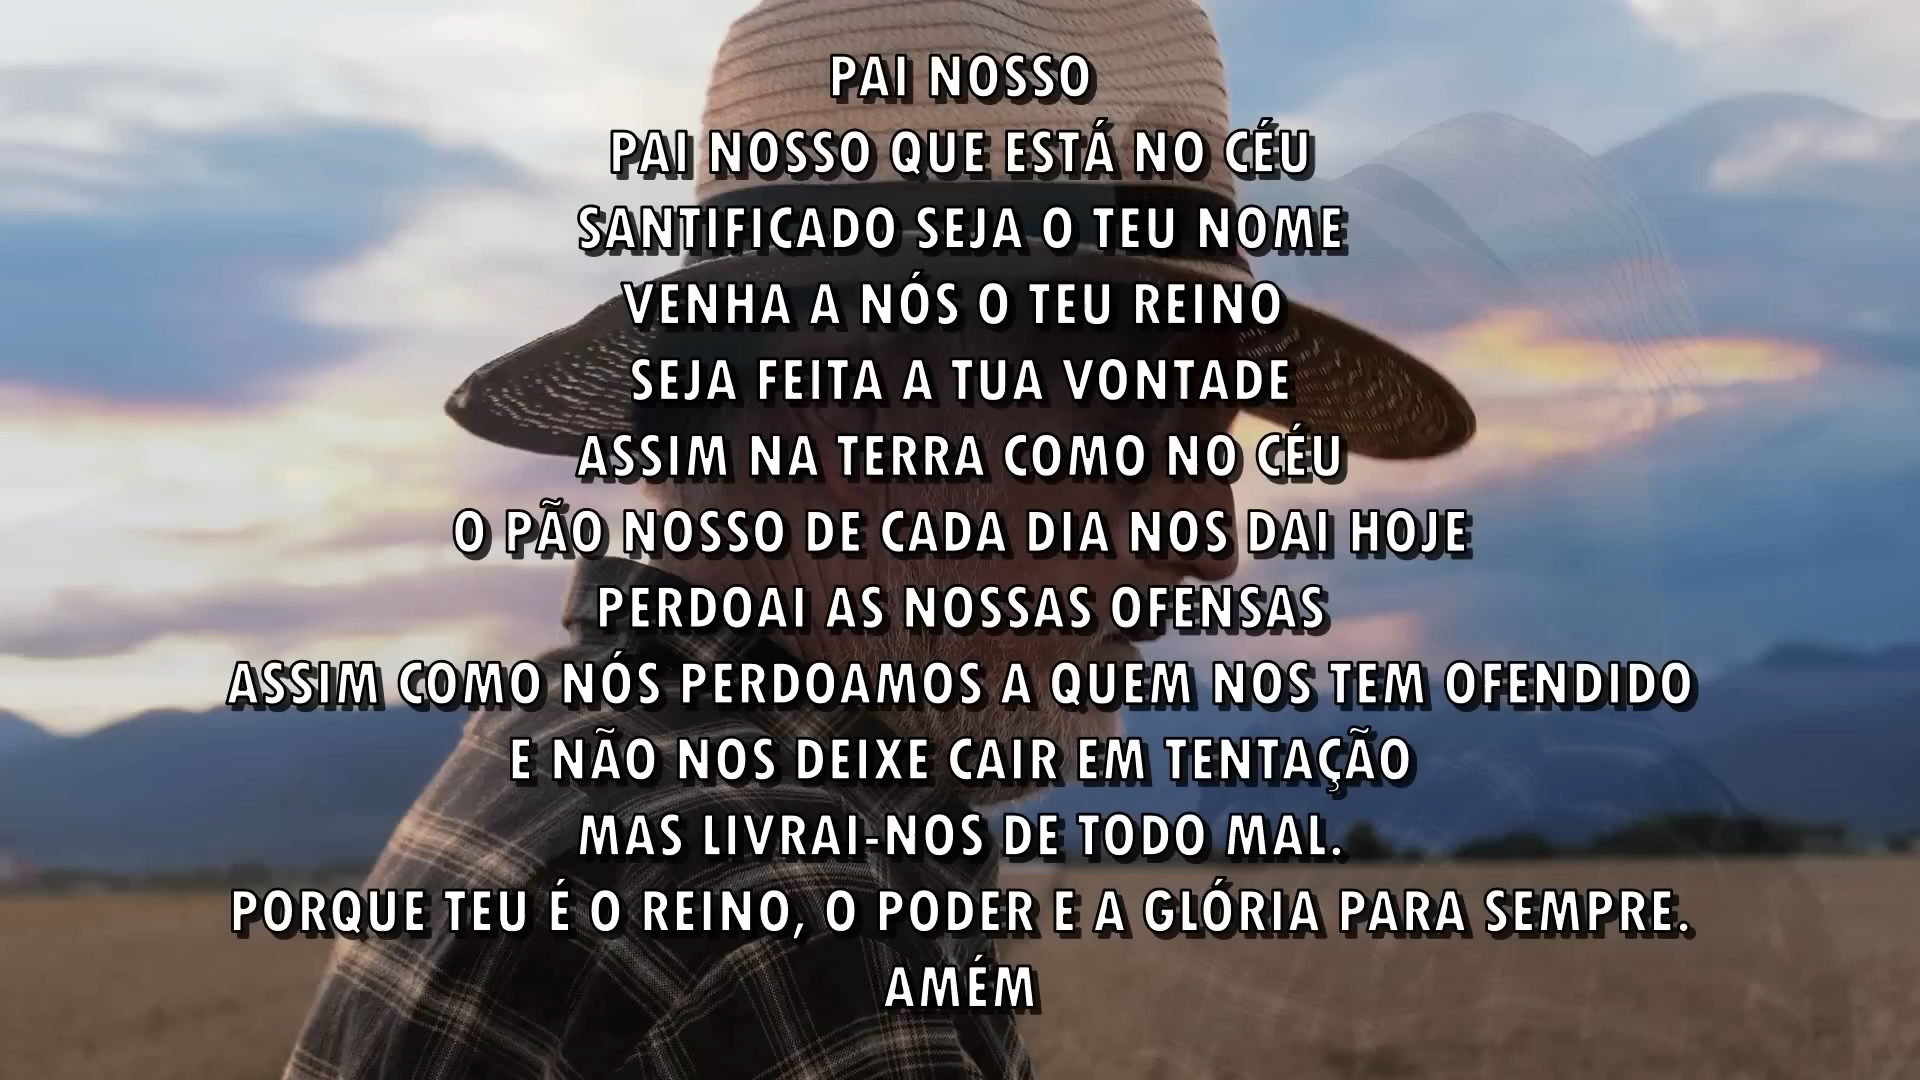 PAI NOSSO
PAI NOSSO QUE ESTÁ NO CÉU
SANTIFICADO SEJA O TEU NOME
VENHA A NÓS O TEU REINO
SEJA FEITA A TUA VONTADE
ASSIM NA TERRA COMO NO CÉU
O PÃO NOSSO DE CADA DIA NOS DAI HOJE
PERDOAI AS NOSSAS OFENSAS
ASSIM COMO NÓS PERDOAMOS A QUEM NOS TEM OFENDIDO
E NÃO NOS DEIXE CAIR EM TENTAÇÃO
MAS LIVRAI-NOS DE TODO MAL.
PORQUE TEU É O REINO, O PODER E A GLÓRIA PARA SEMPRE.
AMÉM